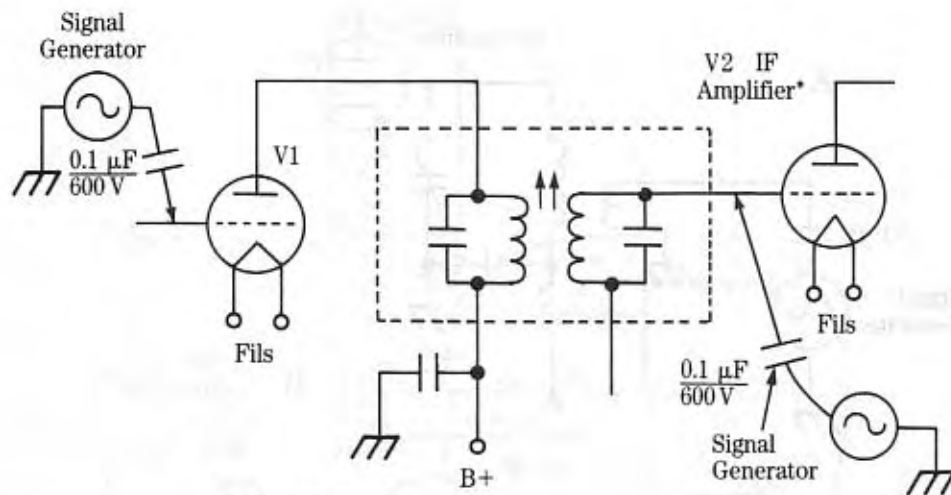 Signal
Generator
0.1 µF
600 V
V1
Fils
B+
V2 IF
Amplifier*
Fils
0.1 µF
600 V
Signal
Generator